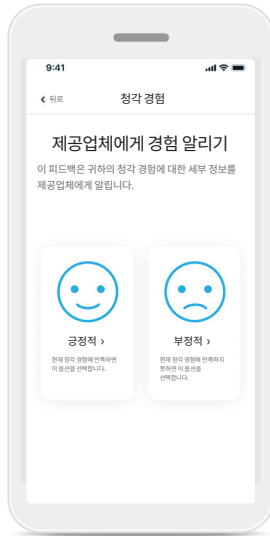 9:41
뒤로
청각 경험
제공업체에게 경험 알리기
이 피드백은 귀하의 청각 경험에 대한 세부 정보를
제공업체에게 알립니다.
긍정적 ›
현재 청각 경험에 만족하면
이 옵션을 선택합니다.
부정적 ›
현재 청각 경험에 만족하지
못하면 이 옵션을
선택합니다.